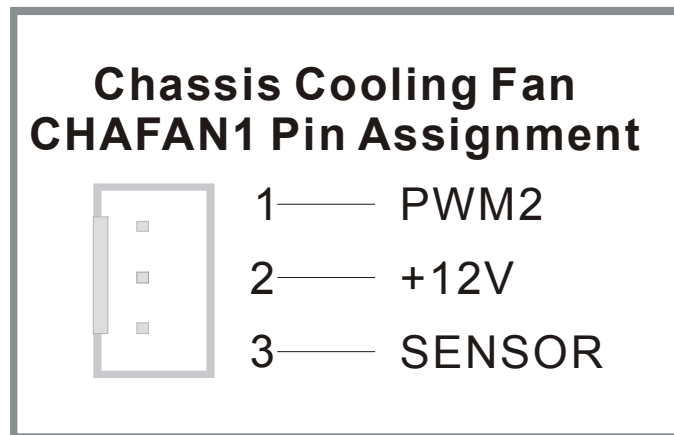 Chassis Cooling Fan
CHAFAN1 Pin Assignment
1 PWM2
2 +12V
3 SENSOR